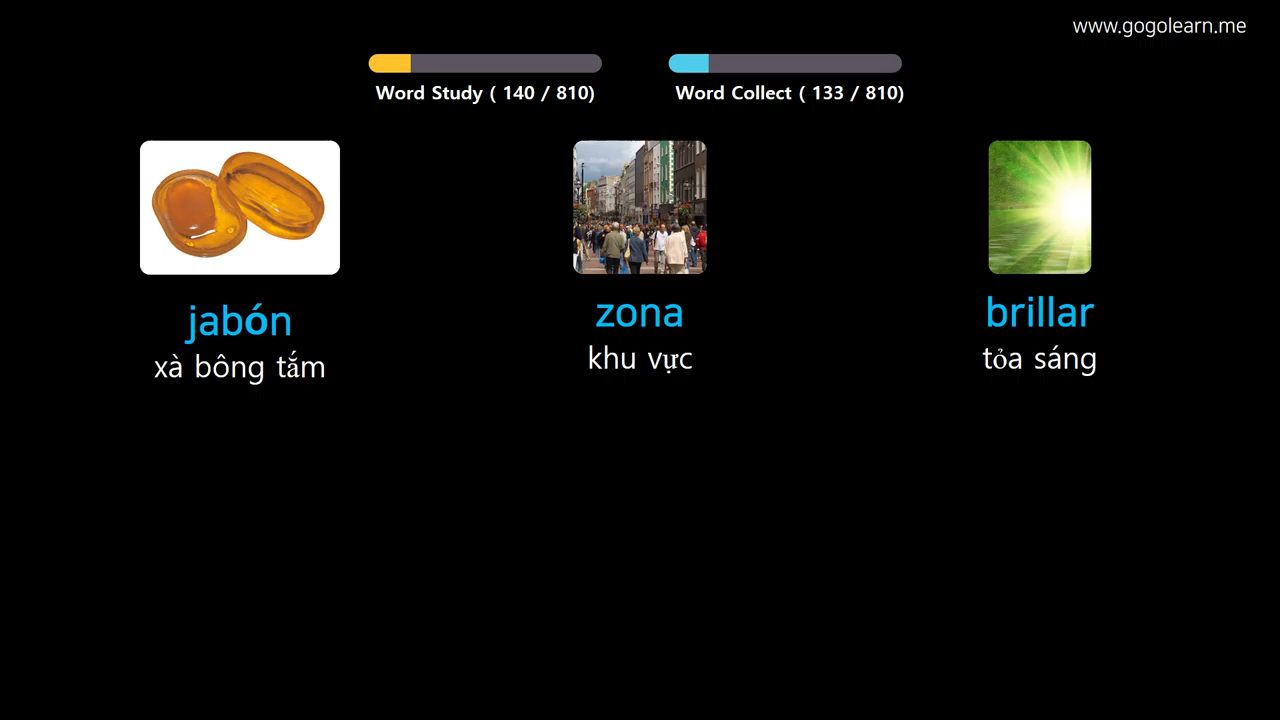 www.gogolearn.me
Word Study ( 140 / 810)
Word Collect ( 133 / 810)
jabón
xà bông tắm
zona
khu vực
brillar
tỏa sáng